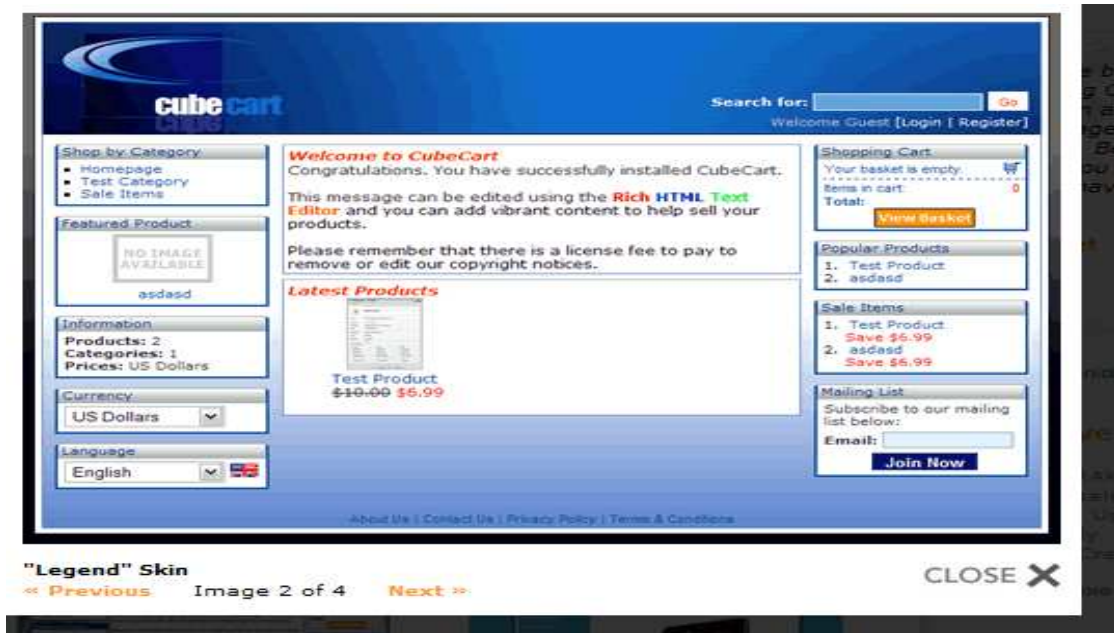 cubecart
Search for: Go
Welcome Guest [Login | Register]
Shop by Category
Homepage
Test Category
Sale Items
Featured Product
NO IMAGE
AVAILABLE
asdasd
Information
Products: 2
Categories: 1
Prices: US Dollars
Currency
US Dollars
Language
English
Welcome to CubeCart
Congratulations. You have successfully installed CubeCart.
This message can be edited using the Rich HTML Text
Editor and you can add vibrant content to help sell your
products.
Please remember that there is a license fee to pay to
remove or edit our copyright notices.
Latest Products
Test Product
$10.00 $6.99
Shopping Cart
Your basket is empty.
Items in cart: 0
Total:
View Basket
Popular Products
1. Test Product
2. asdasd
Sale Items
1. Test Product
Save $6.99
2. asdasd
Save $6.99
Mailing List
Subscribe to our mailing
list below:
Email:
Join Now
About Us | Contact Us | Privacy Policy | Terms & Conditions
"Legend" Skin
« Previous Image 2 of 4 Next »
CLOSE X